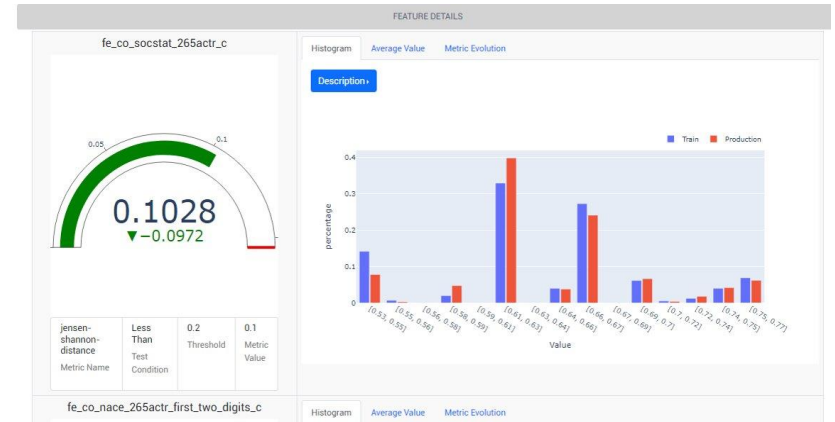 FEATURE DETAILS
fe_co_socstat_265actr_c
0.05
0.1
0.1028
▼−0.0972
jensen-
shannon-
distance
Metric Name
Less
Than
Test
Condition
0.2
Threshold
0.1
Metric
Value
Histogram Average Value Metric Evolution
Description›
Train Production
percentage
0.4
0.3
0.2
0.1
0
[0.53, 0.55] [0.55, 0.56] [0.56, 0.58] [0.58, 0.59] [0.59, 0.61] [0.61, 0.63] [0.63, 0.64] [0.64, 0.66] [0.66, 0.67] [0.67, 0.69] [0.69, 0.7] [0.7, 0.72] [0.72, 0.74] [0.74, 0.75] [0.75, 0.77]
Value
fe_co_nace_265actr_first_two_digits_c
Histogram Average Value Metric Evolution